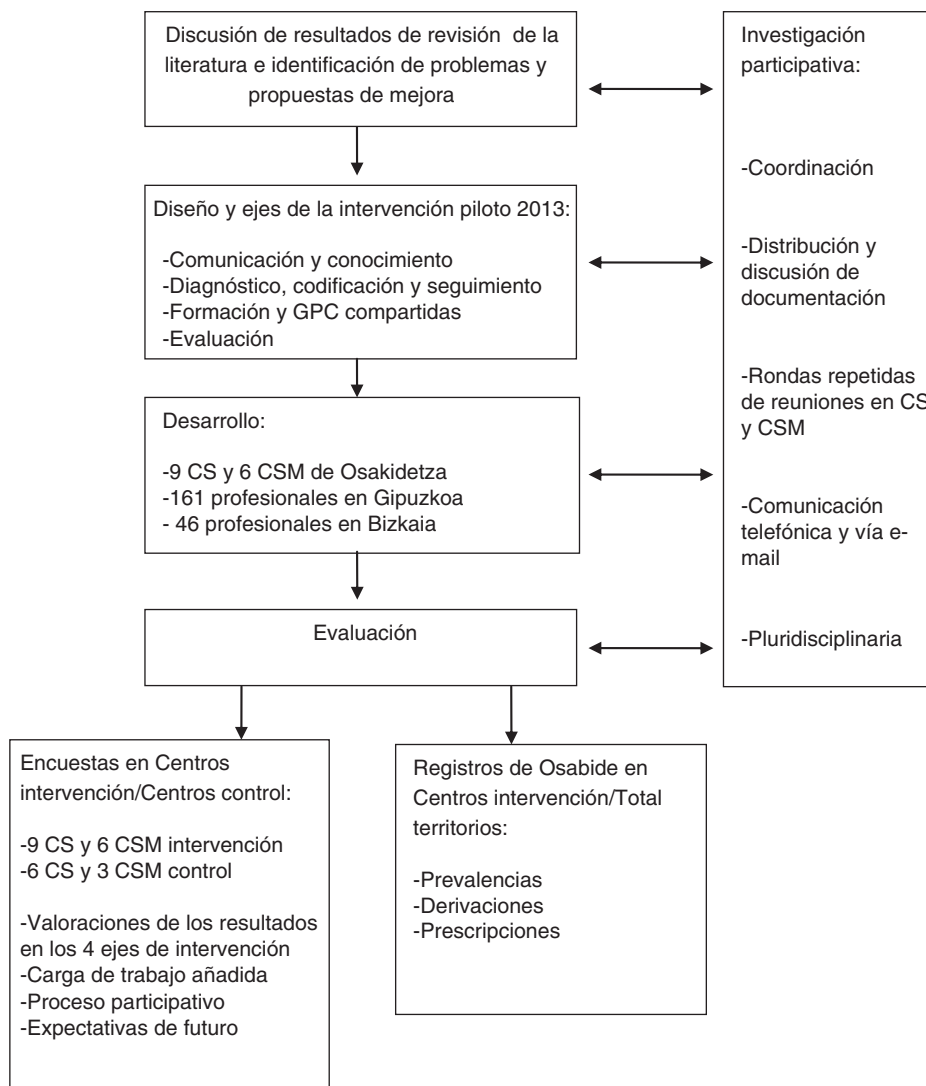 Discusión de resultados de revisión de la
literatura e identificación de problemas y
propuestas de mejora
Diseño y ejes de la intervención piloto 2013:
-Comunicación y conocimiento
-Diagnóstico, codificación y seguimiento
-Formación y GPC compartidas
-Evaluación
Desarrollo:
-9 CS y 6 CSM de Osakidetza
-161 profesionales en Gipuzkoa
- 46 profesionales en Bizkaia
Evaluación
Encuestas en Centros
intervención/Centros control:
-9 CS y 6 CSM intervención
-6 CS y 3 CSM control
-Valoraciones de los resultados
en los 4 ejes de intervención
-Carga de trabajo añadida
-Proceso participativo
-Expectativas de futuro
Registros de Osabide en
Centros intervención/Total
territorios:
-Prevalencias
-Derivaciones
-Prescripciones
Investigación
participativa:
-Coordinación
-Distribución y
discusión de
documentación
-Rondas repetidas
de reuniones en CS
y CSM
-Comunicación
telefónica y vía e-
mail
-Pluridisciplinaria